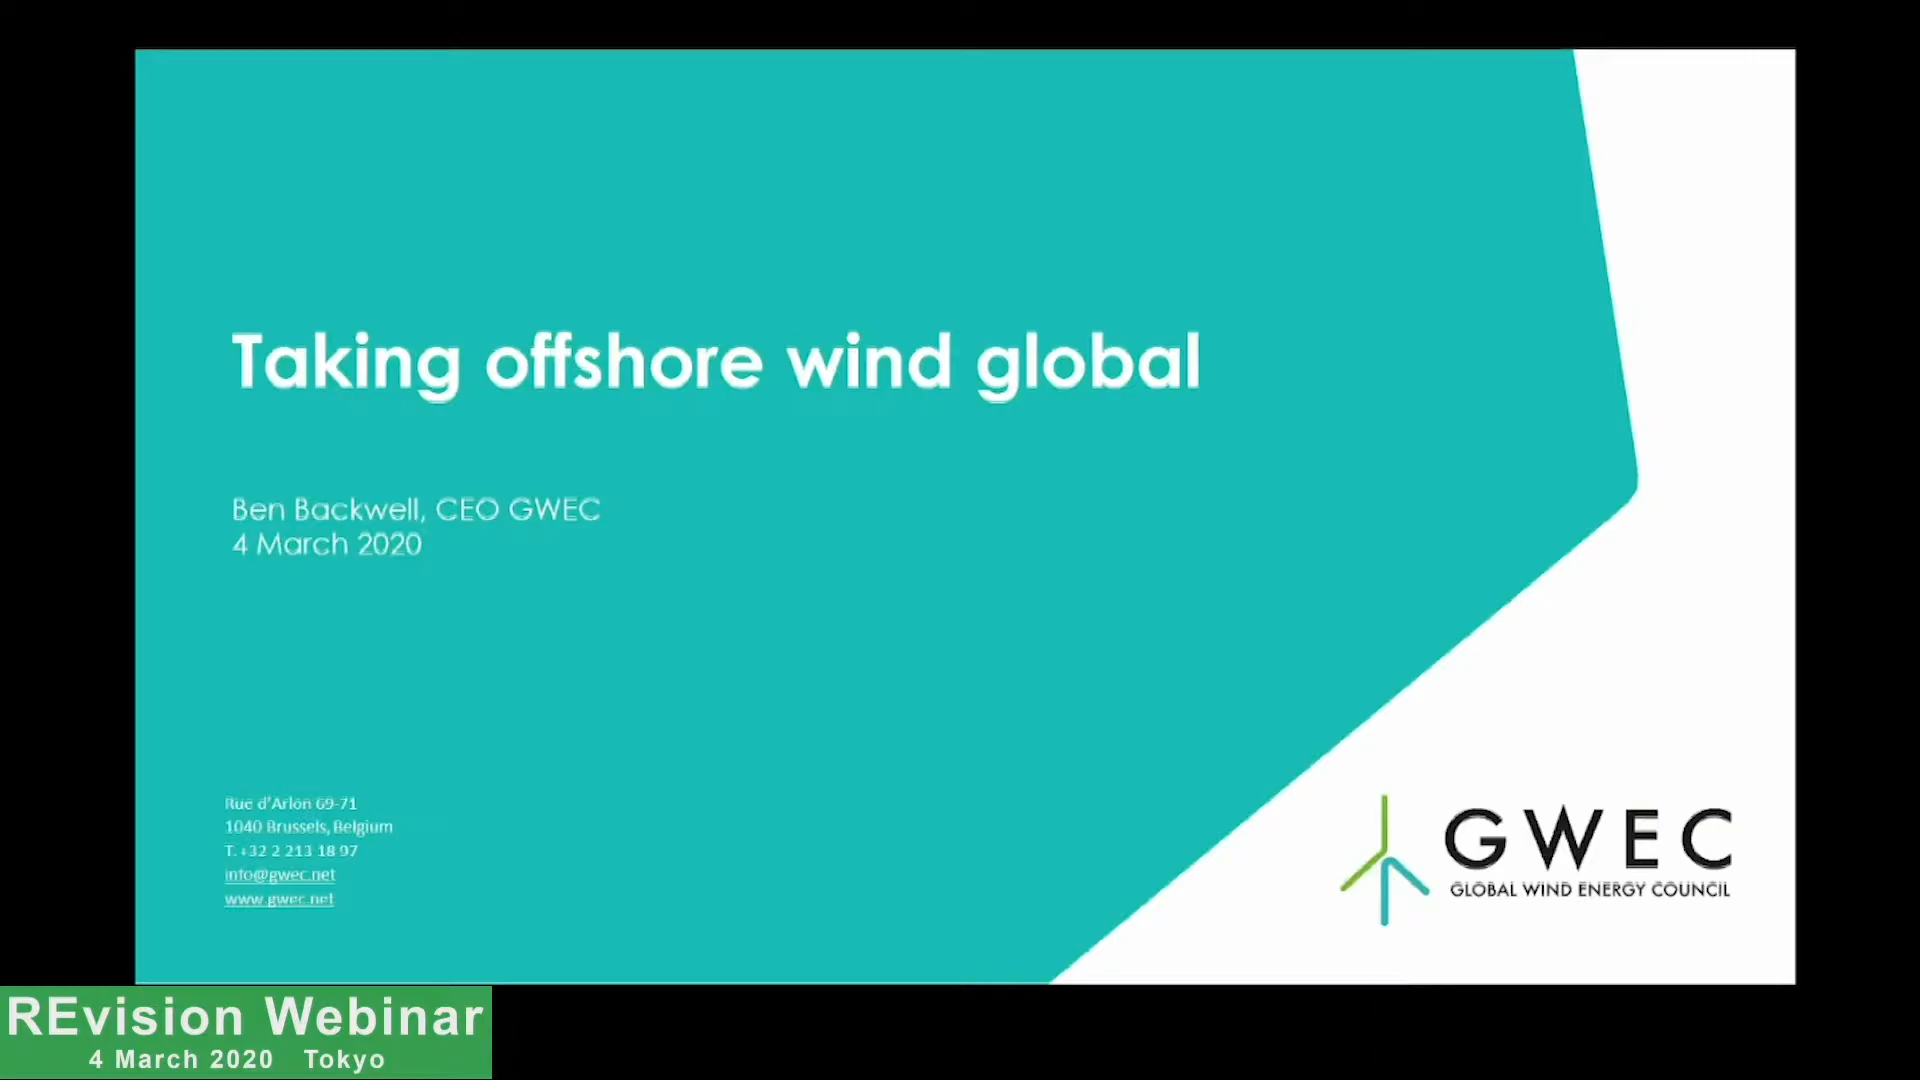 Taking offshore wind global
Ben Backwell, CEO GWEC
4 March 2020
Rue d'Arlon 69-71
1040 Brussels, Belgium
T. +32 2 213 18 97
info@gwec.net
www.gwec.net
GWEC
GLOBAL WIND ENERGY COUNCIL
REvision Webinar
4 March 2020 Tokyo